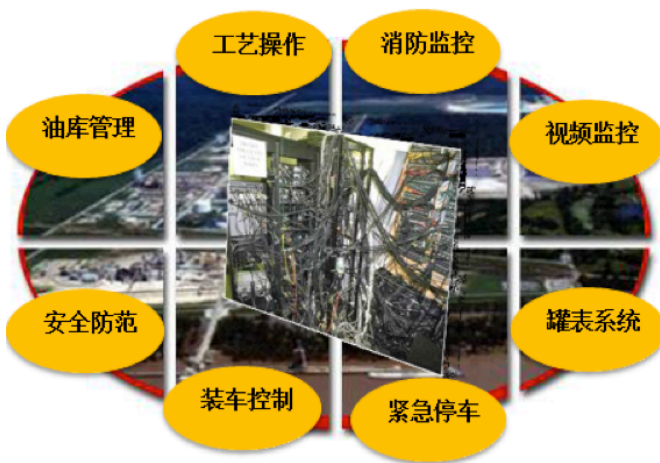 工艺操作
消防监控
油库管理
视频监控
安全防范
罐表系统
装车控制
紧急停车